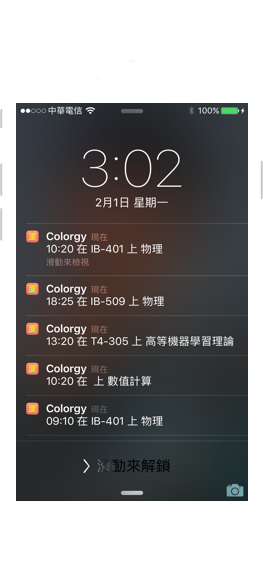 中華電信 100%
3:02
2月1日 星期一
Colorgy 現在
10:20 在 IB-401 上 物理
滑動來檢視
Colorgy 現在
18:25 在 IB-509 上 物理
Colorgy 現在
13:20 在 T4-305 上 高等機器學習理論
Colorgy 現在
10:20 在 上 數值計算
Colorgy 現在
09:10 在 IB-401 上 物理
滑動來解鎖